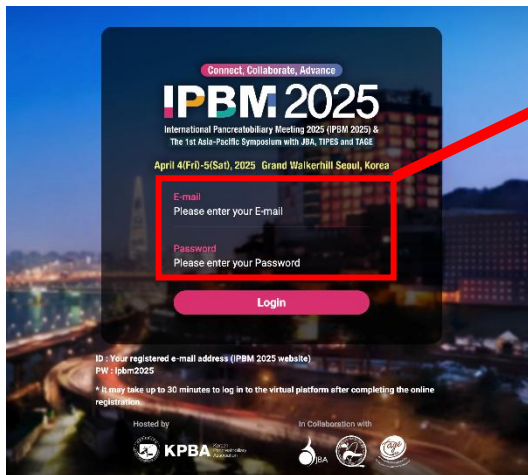 Connect, Collaborate, Advance
IPBM 2025
International Pancreatobiliary Meeting 2025 (IPBM 2025) &
The 1st Asia-Pacific Symposium with JBA, TIPES and TAGE
April 4(Fri)-5(Sat), 2025 Grand Walkerhill Seoul, Korea
E-mail
Please enter your E-mail
Password
Please enter your Password
Login
ID : Your registered e-mail address (IPBM 2025 website)
PW : ipbm2025
* It may take up to 30 minutes to log in to the virtual platform after completing the online
registration
Hosted by In Collaboration with
KPBA Korean
Pancreatobiliary
Association
JBA